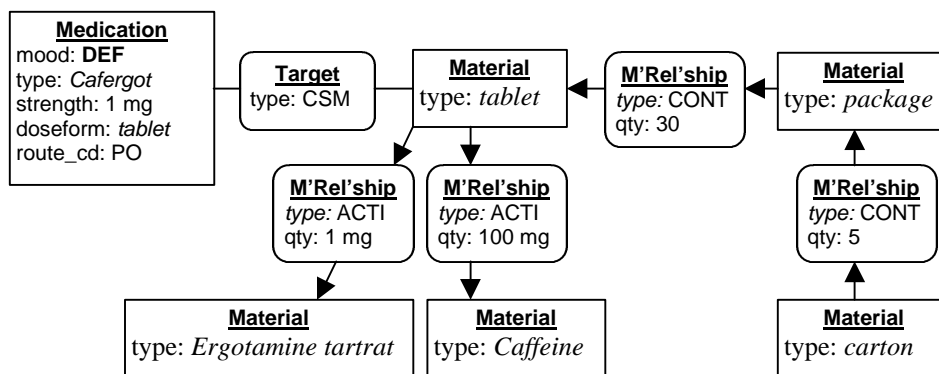 Medication
mood: DEF
type: Cafergot
strength: 1 mg
doseform: tablet
route_cd: PO
Target
type: CSM
Material
type: tablet
M'Rel'ship
type: CONT
qty: 30
Material
type: package
M'Rel'ship
type: ACTI
qty: 1 mg
M'Rel'ship
type: ACTI
qty: 100 mg
M'Rel'ship
type: CONT
qty: 5
Material
type: Ergotamine tartrat
Material
type: Caffeine
Material
type: carton